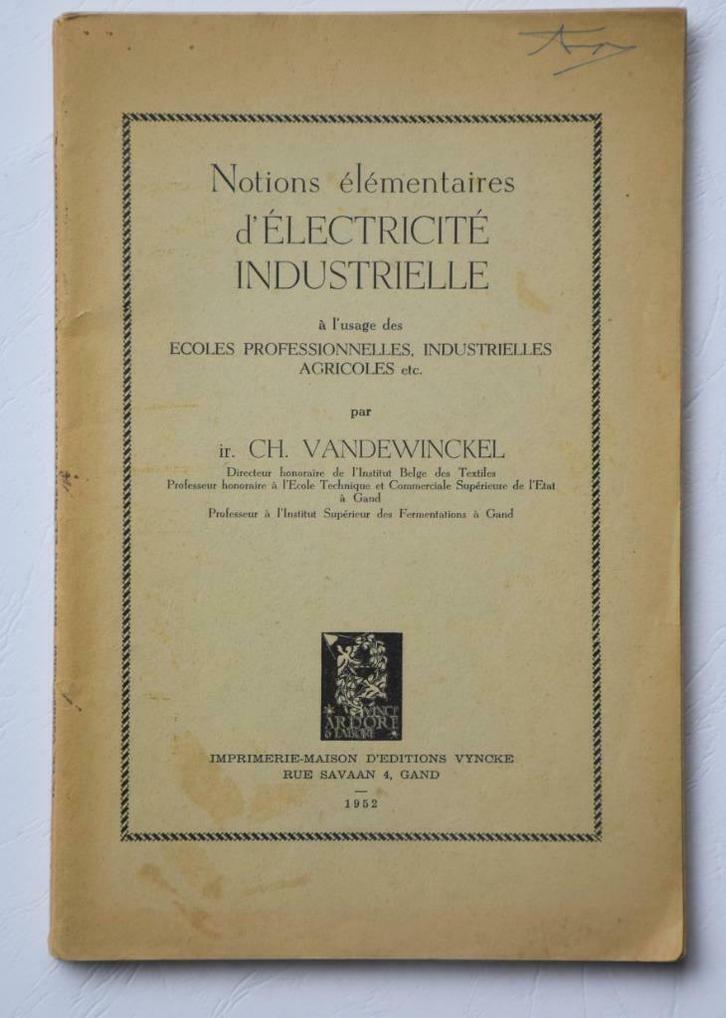 Notions élémentaires
d'ÉLECTRICITÉ
INDUSTRIELLE
à l'usage des
ECOLES PROFESSIONNELLES, INDUSTRIELLES
AGRICOLES etc.
par
ir. CH. VANDEWINCKEL
Directeur honoraire de l'Institut Belge des Textiles
Professeur honoraire à l'Ecole Technique et Commerciale Supérieure de l'Etat
à Gand
Professeur à l'Institut Supérieur des Fermentations à Gand
VINCE
ARDORE
& LABORE
IMPRIMERIE-MAISON D'EDITIONS VYNCKE
RUE SAVAAN 4, GAND
1952